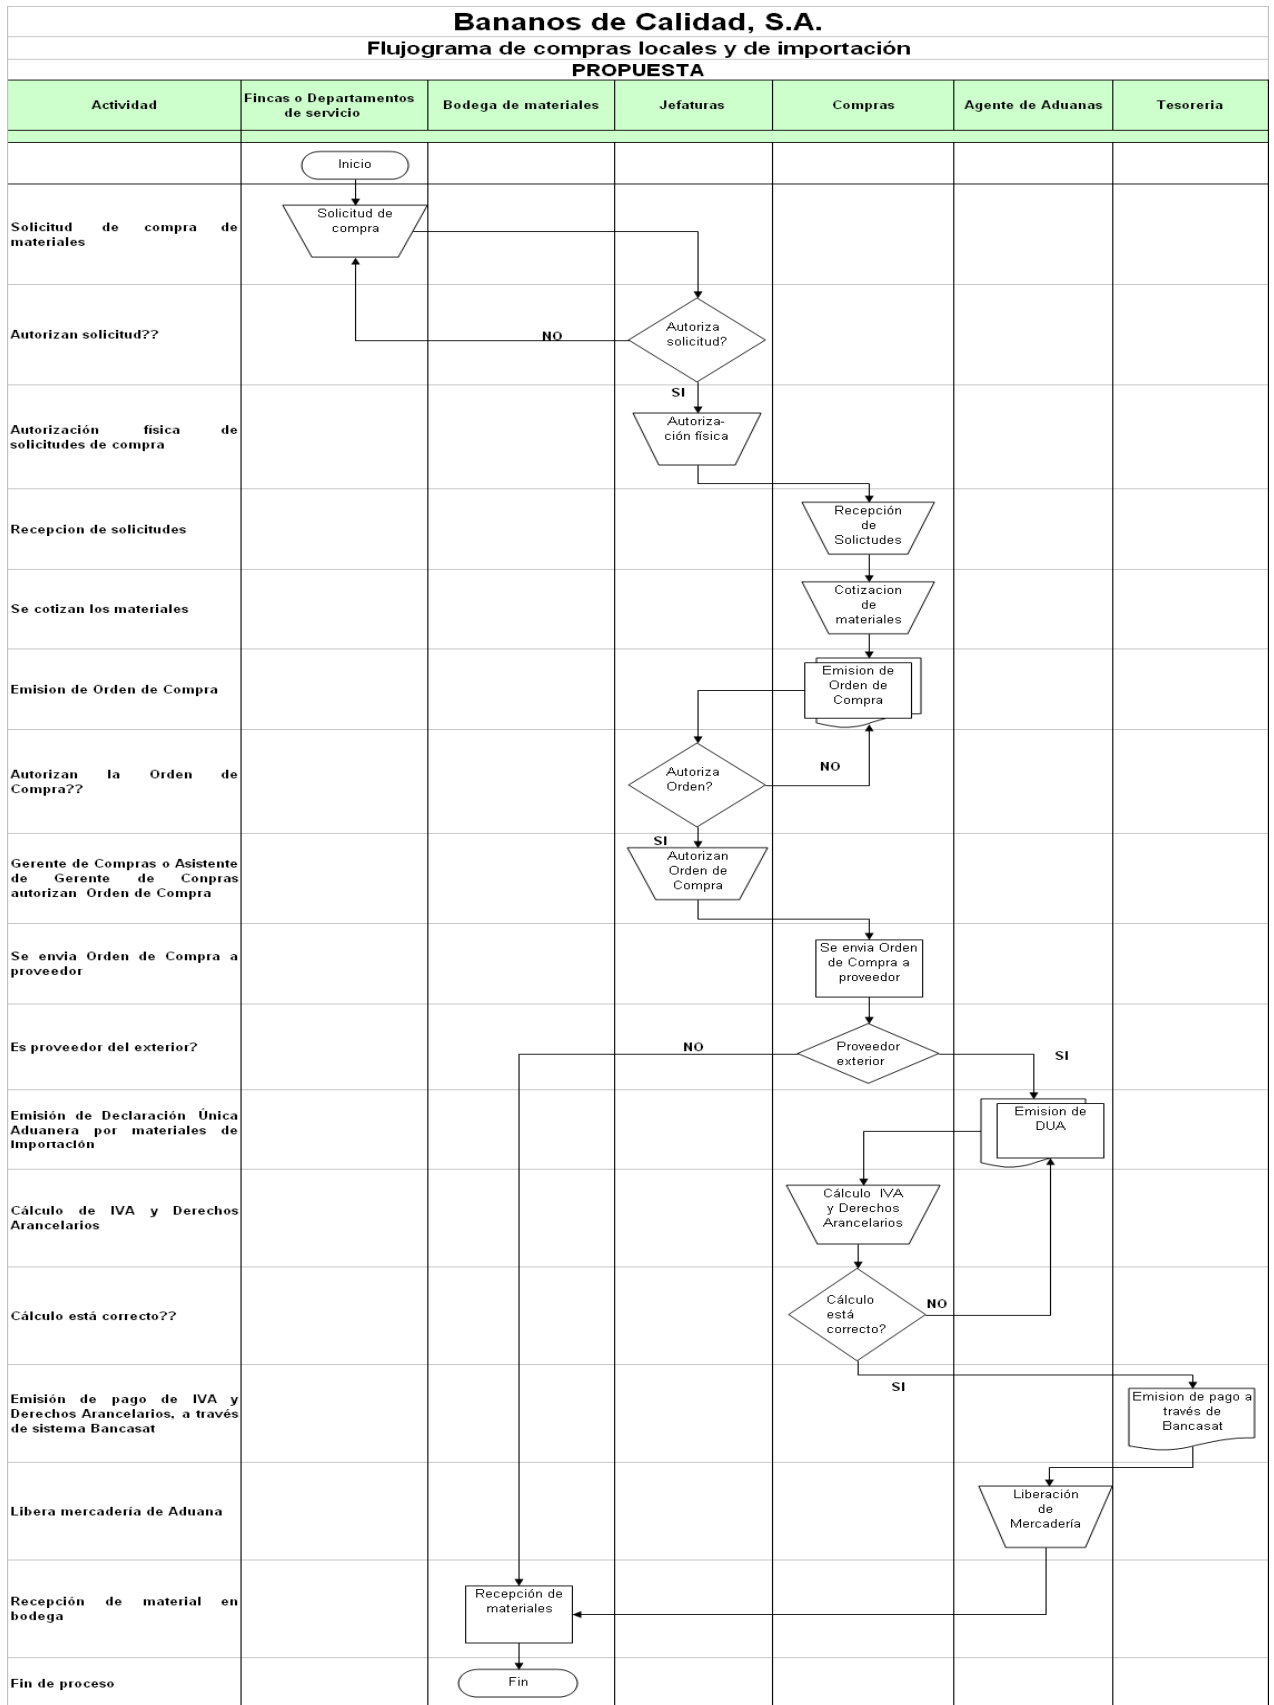 Bananos de Calidad, S.A.
Flujograma de compras locales y de importación
PROPUESTA
Actividad
Fincas o Departamentos
de servicio
Bodega de materiales
Jefaturas
Compras
Agente de Aduanas
Tesoreria
Inicio
Solicitud de compra de
materiales
Solicitud de
compra
Autorizan solicitud??
NO
Autoriza
solicitud?
SI
Autorización física de
solicitudes de compra
Autoriza-
ción física
Recepcion de solicitudes
Recepción
de
Solictudes
Se cotizan los materiales
Cotizacion
de
materiales
Emision de Orden de Compra
Emision de
Orden de
Compra
Autorizan la Orden de
Compra??
Autoriza
Orden?
NO
SI
Gerente de Compras o Asistente
de Gerente de Conpras
autorizan Orden de Compra
Autorizan
Orden de
Compra
Se envia Orden de Compra a
proveedor
Se envia Orden
de Compra a
proveedor
Es proveedor del exterior?
NO
Proveedor
exterior
SI
Emisión de Declaración Única
Aduanera por materiales de
Importación
Emision de
DUA
Cálculo de IVA y Derechos
Arancelarios
Cálculo IVA
y Derechos
Arancelarios
Cálculo está correcto??
Cálculo
está
correcto?
NO
SI
Emisión de pago de IVA y
Derechos Arancelarios, a través
de sistema Bancasat
Emision de pago a
través de
Bancasat
Libera mercadería de Aduana
Liberación
de
Mercadería
Recepción de material en
bodega
Recepción de
materiales
Fin de proceso
Fin